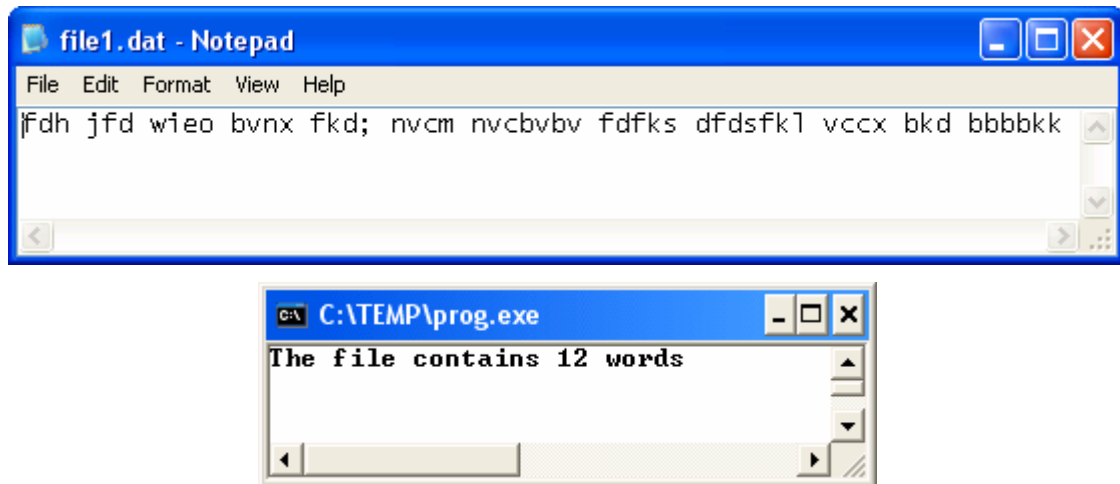 file1.dat - Notepad
File Edit Format View Help
fdh jfd wieo bvnx fkd; nvcm nvcbvbv fdfks dfdsfkl vccx bkd bbbbkk
C:\TEMP\prog.exe
The file contains 12 words